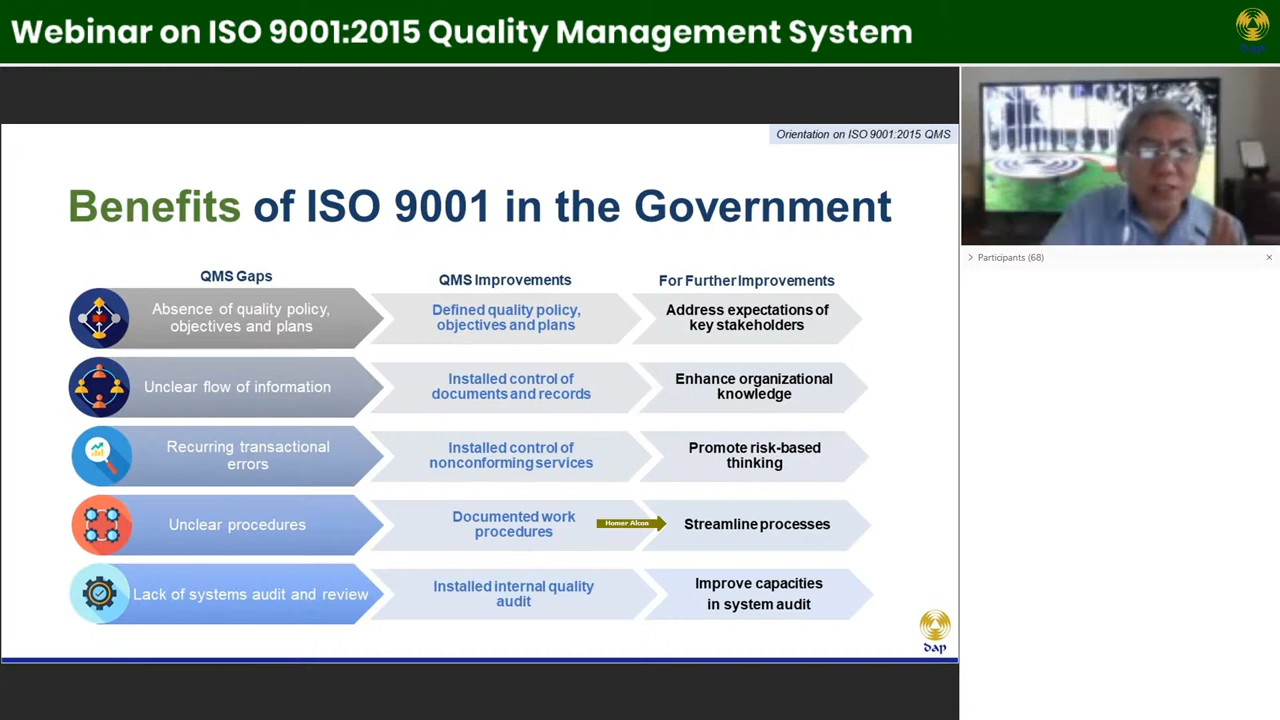 Webinar on ISO 9001:2015 Quality Management System
dap
Orientation on ISO 9001:2015 QMS
Benefits of ISO 9001 in the Government
QMS Gaps
QMS Improvements
For Further Improvements
Absence of quality policy,
objectives and plans
Defined quality policy,
objectives and plans
Address expectations of
key stakeholders
Unclear flow of information
Installed control of
documents and records
Enhance organizational
knowledge
Recurring transactional
errors
Installed control of
nonconforming services
Promote risk-based
thinking
Unclear procedures
Documented work
procedures
Homer Alcon
Streamline processes
Lack of systems audit and review
Installed internal quality
audit
Improve capacities
in system audit
dap
Participants (68)